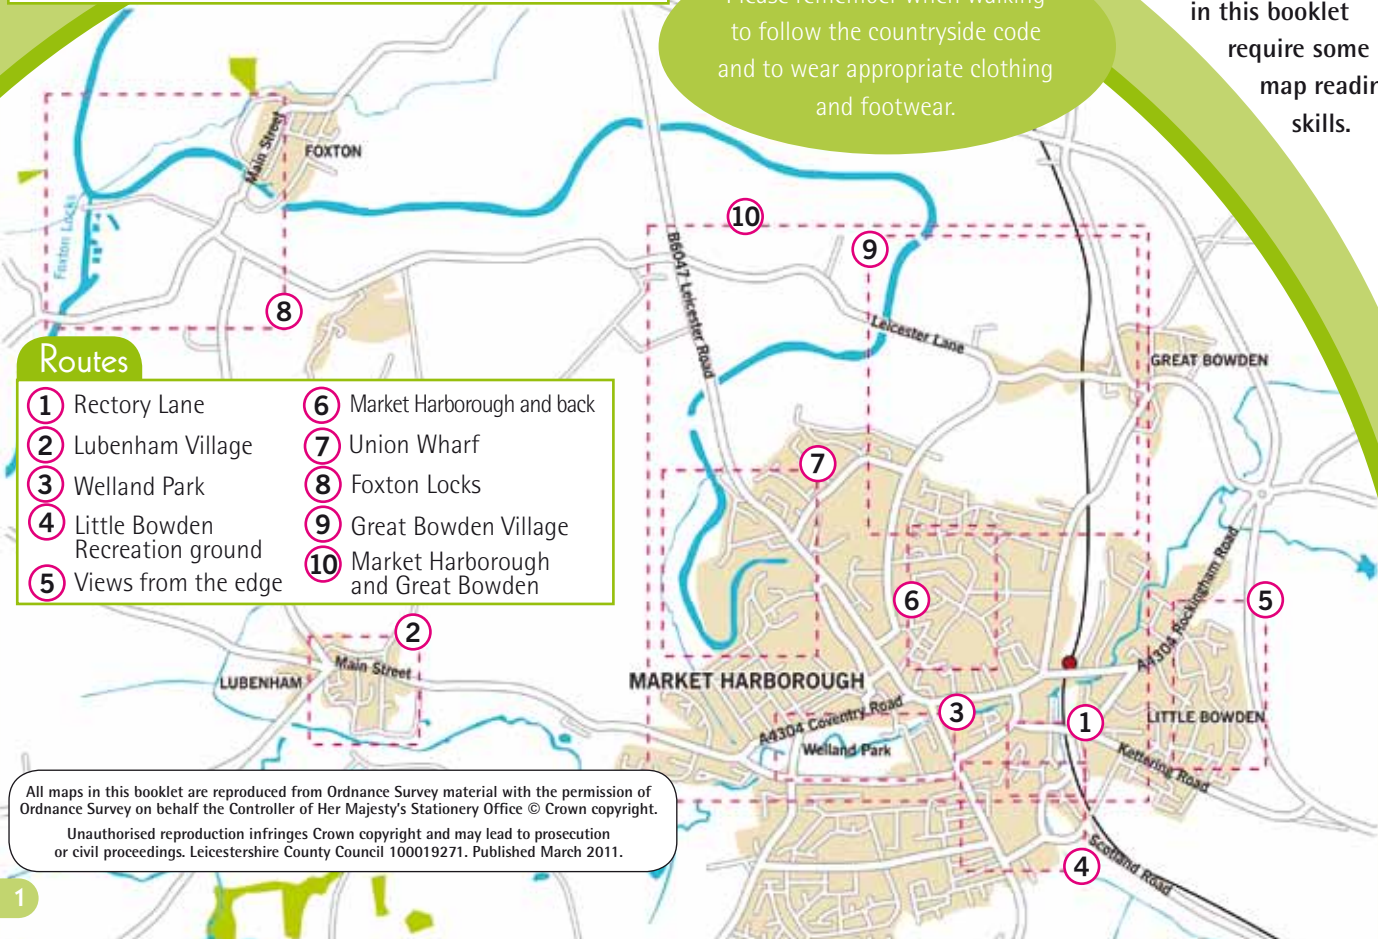 Please remember when walking
to follow the countryside code
and to wear appropriate clothing
and footwear.
in this booklet
require some
map readin
skills.
Main Street
FOXTON
Foxton Locks
10
9
8
B6047 Leicester Road
Leicester Lane
GREAT BOWDEN
Routes
1 Rectory Lane
2 Lubenham Village
3 Welland Park
4 Little Bowden
Recreation ground
5 Views from the edge
6 Market Harborough and back
7 Union Wharf
8 Foxton Locks
9 Great Bowden Village
10 Market Harborough
and Great Bowden
7
6
5
2
A4304 Rockingham Road
LUBENHAM
Main Street
MARKET HARBOROUGH
A4304 Coventry Road
3
1
LITTLE BOWDEN
Welland Park
Kettering Road
4
Scotland Road
All maps in this booklet are reproduced from Ordnance Survey material with the permission of
Ordnance Survey on behalf the Controller of Her Majesty's Stationery Office © Crown copyright.
Unauthorised reproduction infringes Crown copyright and may lead to prosecution
or civil proceedings. Leicestershire County Council 100019271. Published March 2011.
1